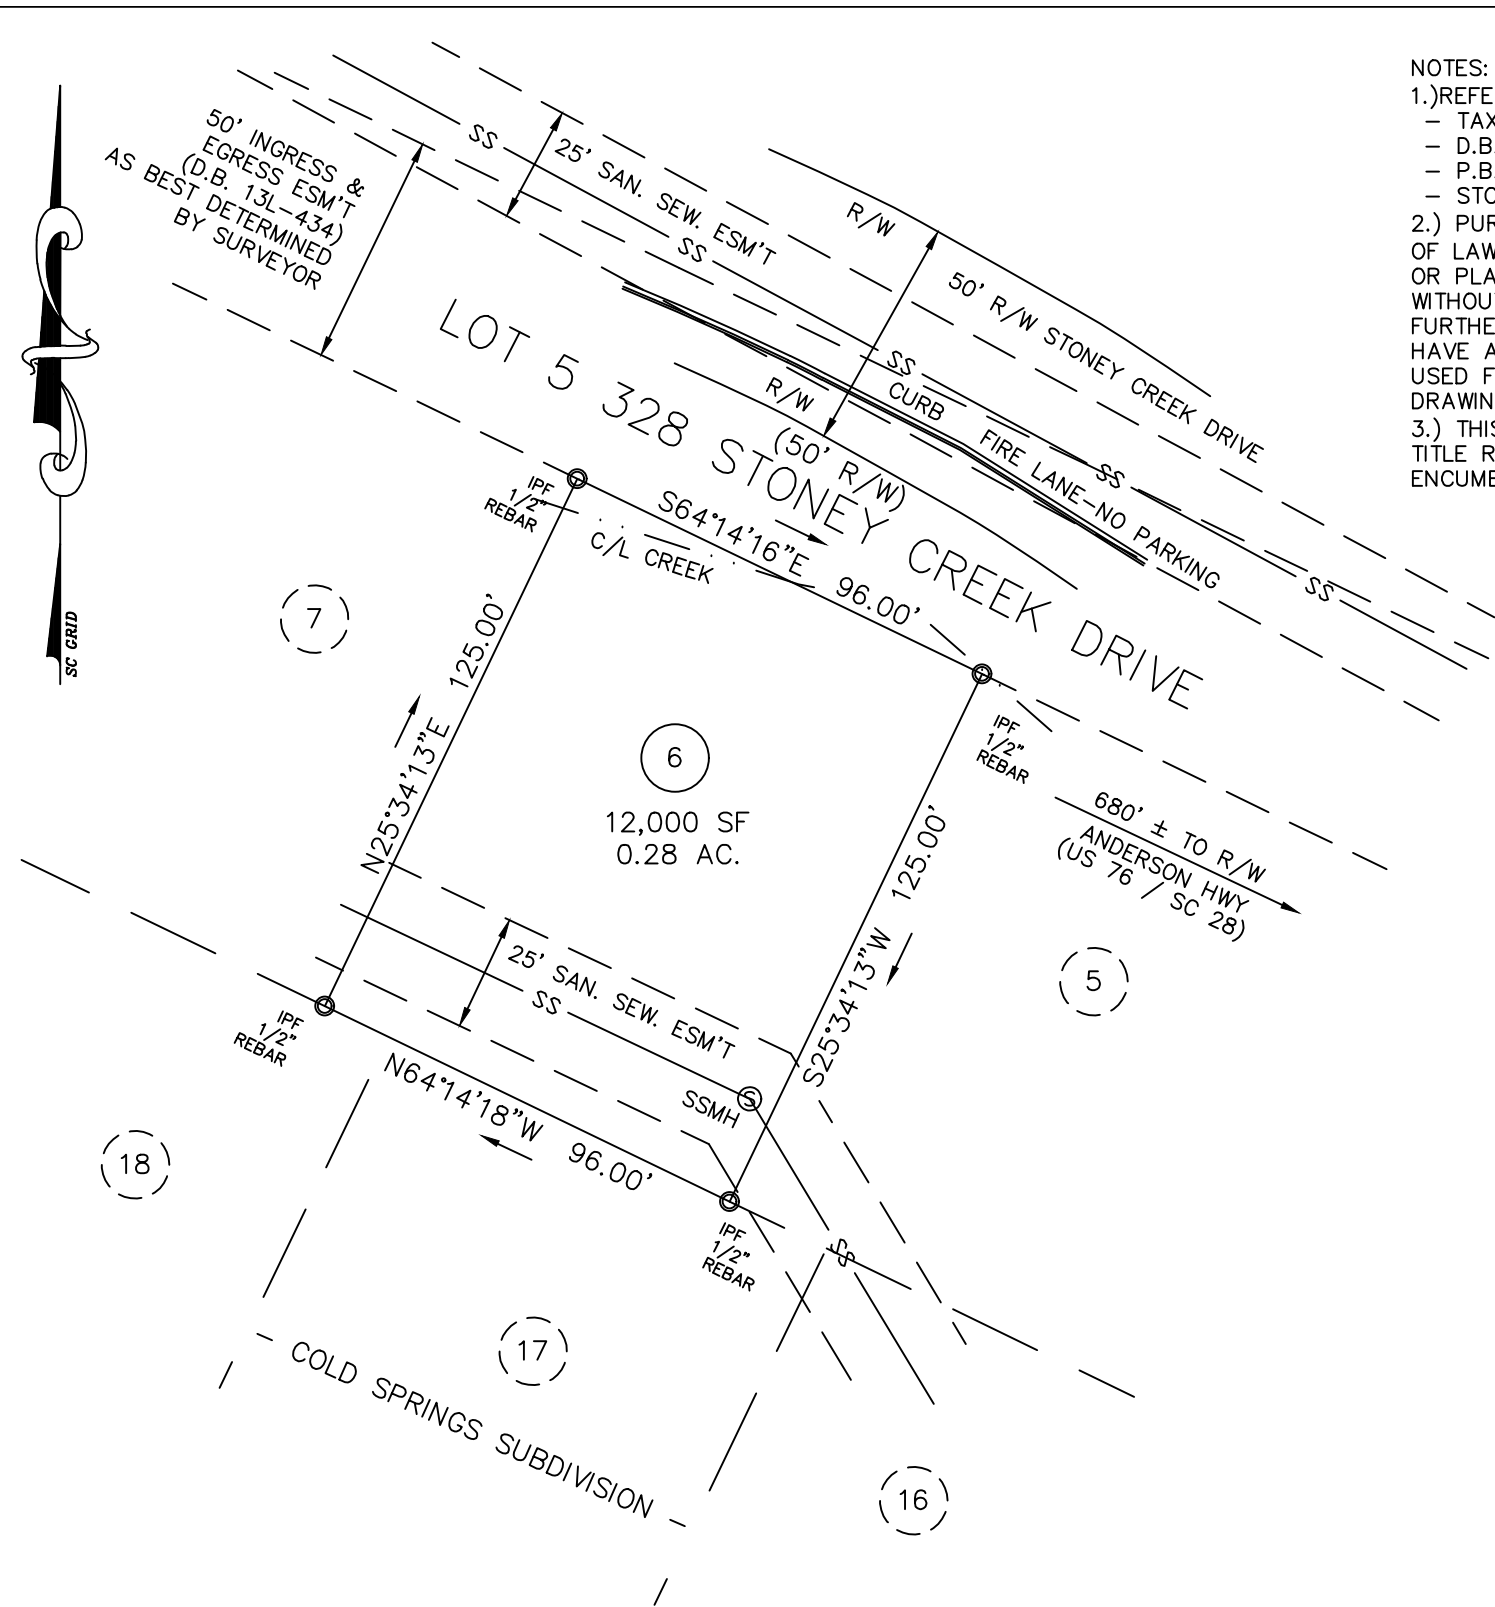 NOTES:
1.)REFE
– TAX
– D.B.
– P.B.
– STO
2.) PUR
OF LAW
OR PLA
WITHOUT
FURTHE
HAVE A
USED F
DRAWIN
3.) THIS
TITLE R
ENCUME
50' INGRESS &
EGRESS ESM'T
(D.B. 13L–434)
AS BEST DETERMINED
BY SURVEYOR
SS
25' SAN. SEW. ESM'T
SS
R/W
50' R/W STONEY CREEK DRIVE
SS
CURB
R/W
FIRE LANE–NO PARKING
SS
SS
LOT 5 328 STONEY CREEK DRIVE
(50' R/W)
IPF
1/2"
REBAR
C/L CREEK
S64°14'16"E 96.00'
SC GRID
7
N25°34'13"E 125.00'
6
12,000 SF
0.28 AC.
IPF
1/2"
REBAR
S25°34'13"W 125.00'
680' ± TO R/W
ANDERSON HWY
(US 76 / SC 28)
5
25' SAN. SEW. ESM'T
SS
SSMH
S
IPF
1/2"
REBAR
N64°14'18"W 96.00'
IPF
1/2"
REBAR
SS
18
17
16
COLD SPRINGS SUBDIVISION